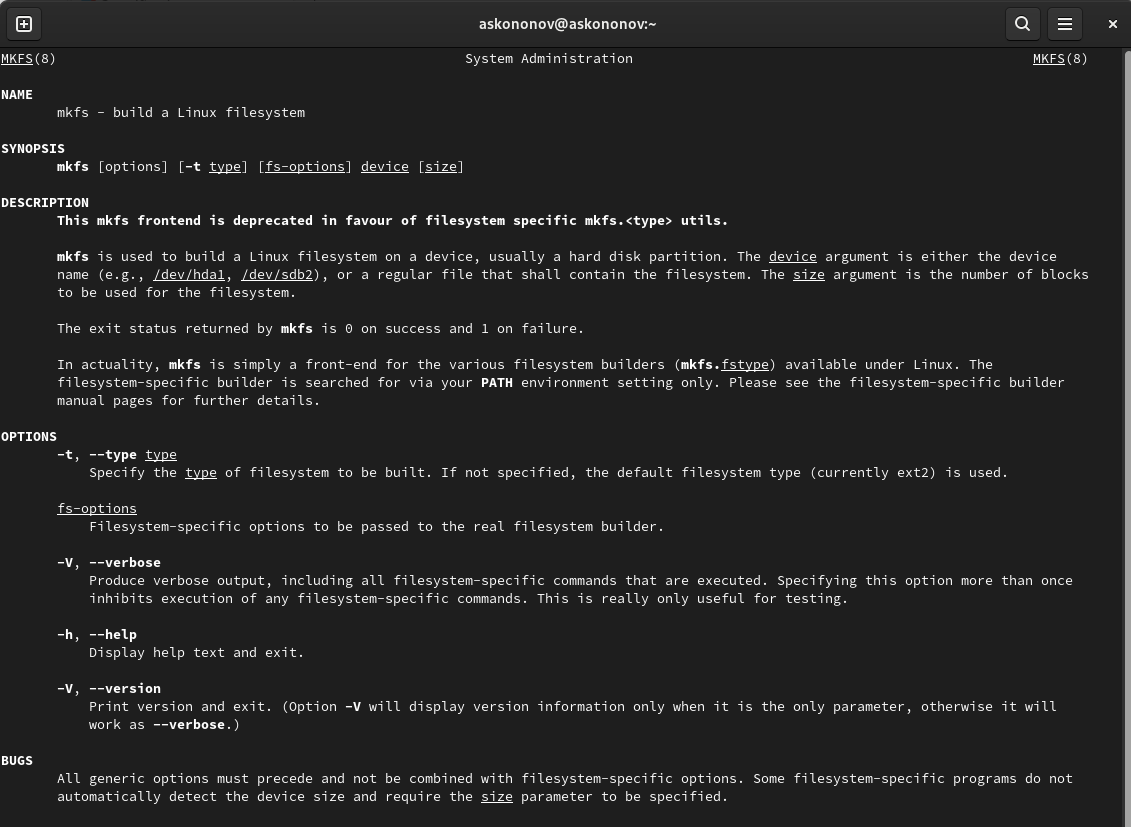 askononov@askononov:~
MKFS(8) System Administration MKFS(8)
NAME
mkfs - build a Linux filesystem
SYNOPSIS
mkfs [options] [-t type] [fs-options] device [size]
DESCRIPTION
This mkfs frontend is deprecated in favour of filesystem specific mkfs.<type> utils.
mkfs is used to build a Linux filesystem on a device, usually a hard disk partition. The device argument is either the device
name (e.g., /dev/hda1, /dev/sdb2), or a regular file that shall contain the filesystem. The size argument is the number of blocks
to be used for the filesystem.
The exit status returned by mkfs is 0 on success and 1 on failure.
In actuality, mkfs is simply a front-end for the various filesystem builders (mkfs.fstype) available under Linux. The
filesystem-specific builder is searched for via your PATH environment setting only. Please see the filesystem-specific builder
manual pages for further details.
OPTIONS
-t, --type type
Specify the type of filesystem to be built. If not specified, the default filesystem type (currently ext2) is used.
fs-options
Filesystem-specific options to be passed to the real filesystem builder.
-V, --verbose
Produce verbose output, including all filesystem-specific commands that are executed. Specifying this option more than once
inhibits execution of any filesystem-specific commands. This is really only useful for testing.
-h, --help
Display help text and exit.
-V, --version
Print version and exit. (Option -V will display version information only when it is the only parameter, otherwise it will
work as --verbose.)
BUGS
All generic options must precede and not be combined with filesystem-specific options. Some filesystem-specific programs do not
automatically detect the device size and require the size parameter to be specified.